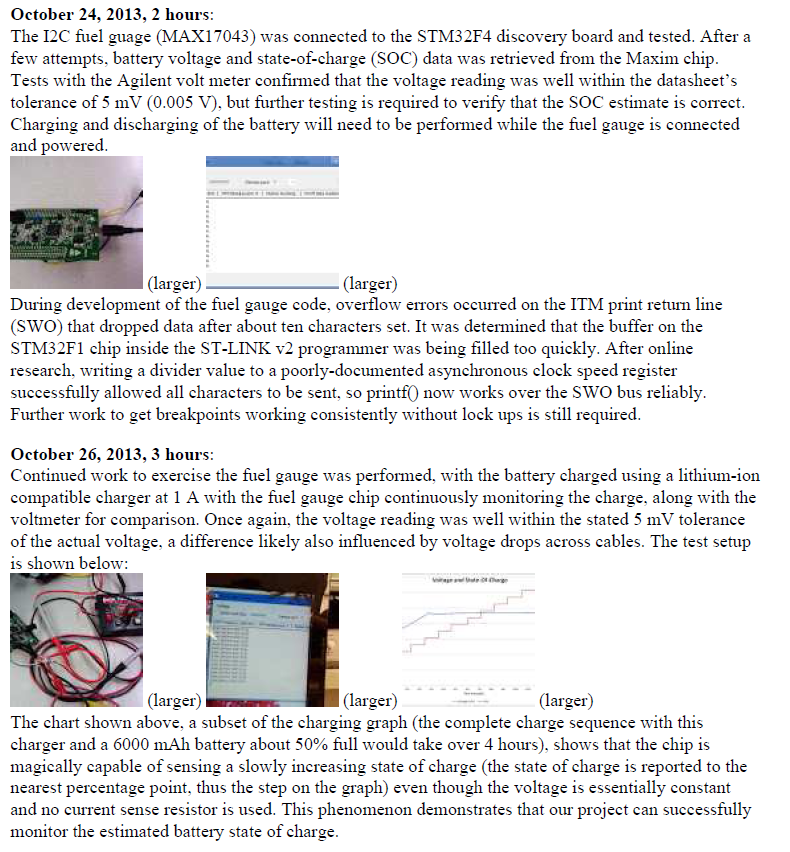 October 24, 2013, 2 hours:
The I2C fuel guage (MAX17043) was connected to the STM32F4 discovery board and tested. After a
few attempts, battery voltage and state-of-charge (SOC) data was retrieved from the Maxim chip.
Tests with the Agilent volt meter confirmed that the voltage reading was well within the datasheet's
tolerance of 5 mV (0.005 V), but further testing is required to verify that the SOC estimate is correct.
Charging and discharging of the battery will need to be performed while the fuel gauge is connected
and powered.
(larger) (larger)
During development of the fuel gauge code, overflow errors occurred on the ITM print return line
(SWO) that dropped data after about ten characters set. It was determined that the buffer on the
STM32F1 chip inside the ST-LINK v2 programmer was being filled too quickly. After online
research, writing a divider value to a poorly-documented asynchronous clock speed register
successfully allowed all characters to be sent, so printf() now works over the SWO bus reliably.
Further work to get breakpoints working consistently without lock ups is still required.
October 26, 2013, 3 hours:
Continued work to exercise the fuel gauge was performed, with the battery charged using a lithium-ion
compatible charger at 1 A with the fuel gauge chip continuously monitoring the charge, along with the
voltmeter for comparison. Once again, the voltage reading was well within the stated 5 mV tolerance
of the actual voltage, a difference likely also influenced by voltage drops across cables. The test setup
is shown below:
Voltage and State Of Charge
(larger) (larger) (larger)
The chart shown above, a subset of the charging graph (the complete charge sequence with this
charger and a 6000 mAh battery about 50% full would take over 4 hours), shows that the chip is
magically capable of sensing a slowly increasing state of charge (the state of charge is reported to the
nearest percentage point, thus the step on the graph) even though the voltage is essentially constant
and no current sense resistor is used. This phenomenon demonstrates that our project can successfully
monitor the estimated battery state of charge.